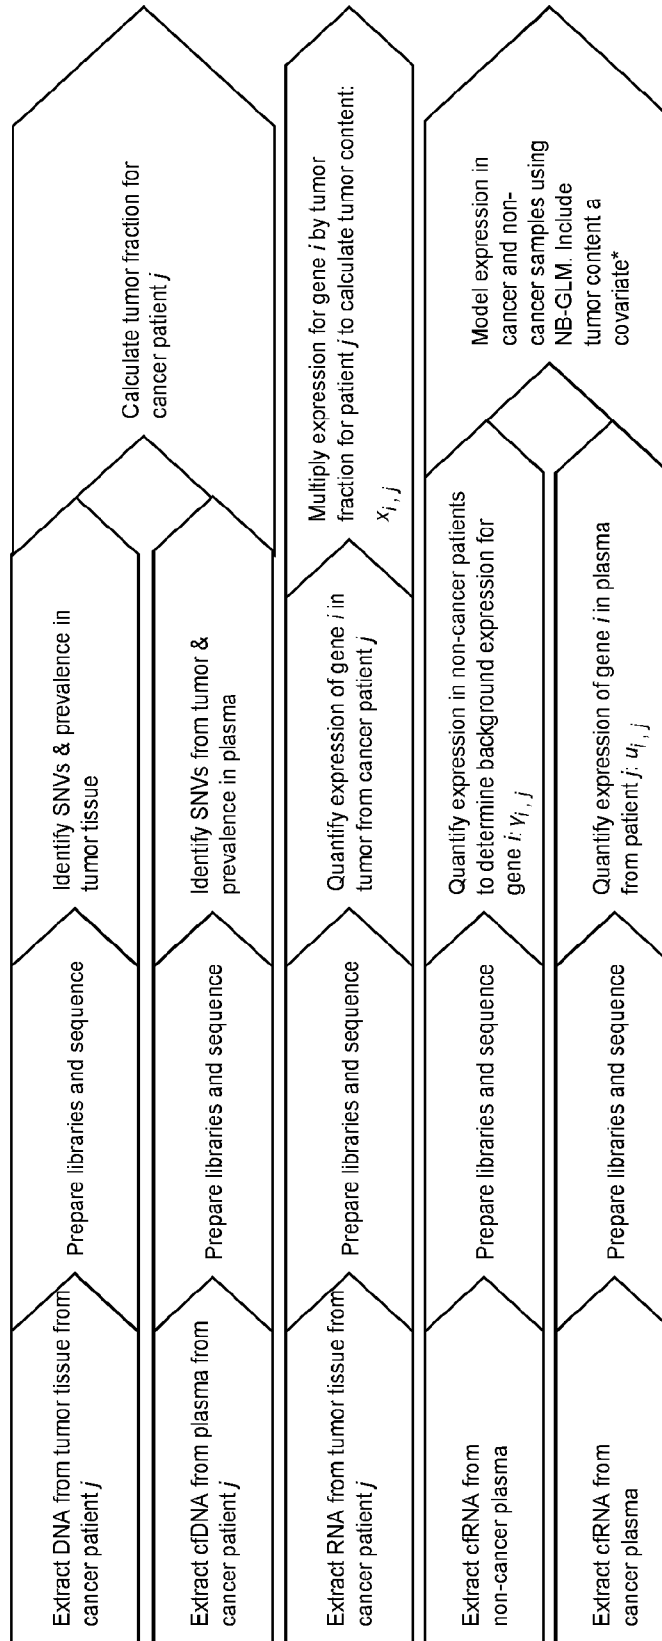 Extract DNA from tumor tissue from
cancer patient j
Prepare libraries and sequence
Identify SNVs & prevalence in
tumor tissue
Calculate tumor fraction for
cancer patient j
Extract cfDNA from plasma from
cancer patient j
Prepare libraries and sequence
Identify SNVs from tumor &
prevalence in plasma
Extract RNA from tumor tissue from
cancer patient j
Prepare libraries and sequence
Quantify expression of gene i in
tumor from cancer patient j
Multiply expression for gene i by tumor
fraction for patient j to calculate tumor content:
x i , j
Extract cfRNA from
non-cancer plasma
Prepare libraries and sequence
Quantify expression in non-cancer patients
to determine background expression for
gene i: v i , j
Model expression in
cancer and non-
cancer samples using
NB-GLM. Include
tumor content a
covariate*
Extract cfRNA from
cancer plasma
Prepare libraries and sequence
Quantify expression of gene i in plasma
from patient j: u i , j